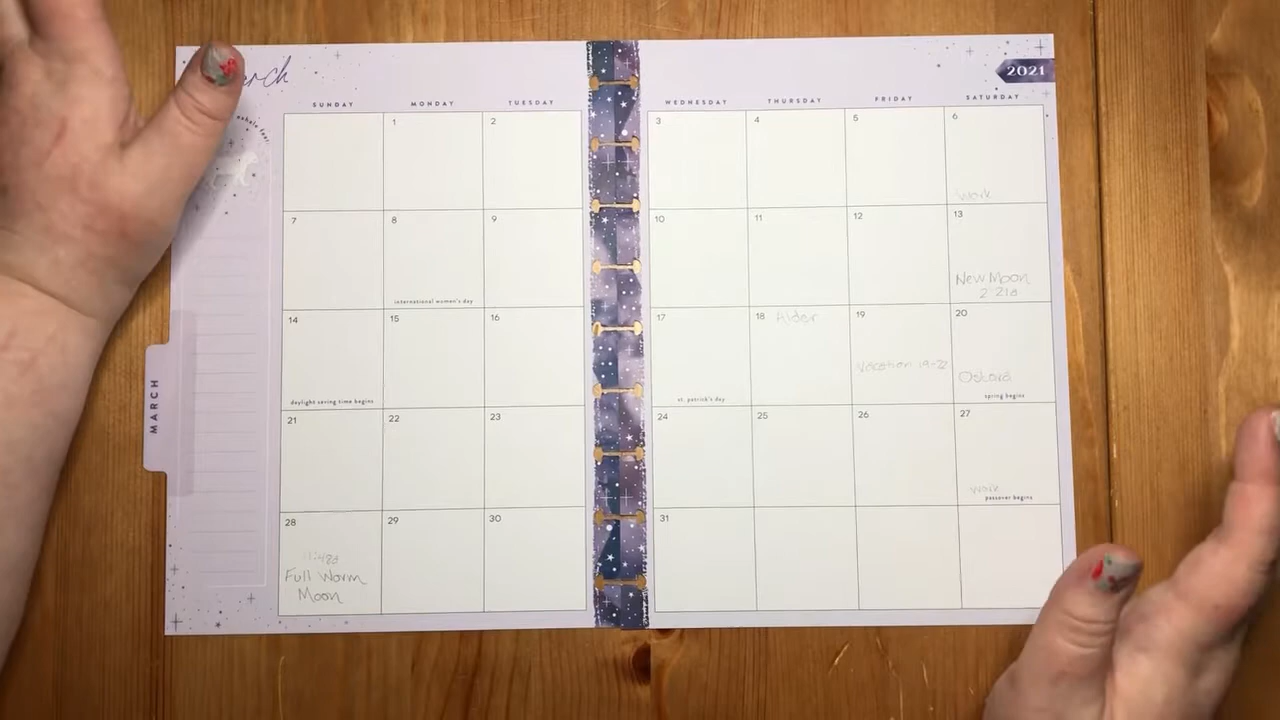 2021
SUNDAY MONDAY TUESDAY WEDNESDAY THURSDAY FRIDAY SATURDAY
1 2 3 4 5 6
work
7 8 9 10 11 12 13
international women's day
New Moon
2:21a
14 15 16 17 18 Alder 19 20
Vacation 19-22
Ostara
daylight saving time begins st. patrick's day spring begins
21 22 23 24 25 26 27
work
passover begins
28 29 30 31
1:48a
Full Worm
Moon
MARCH